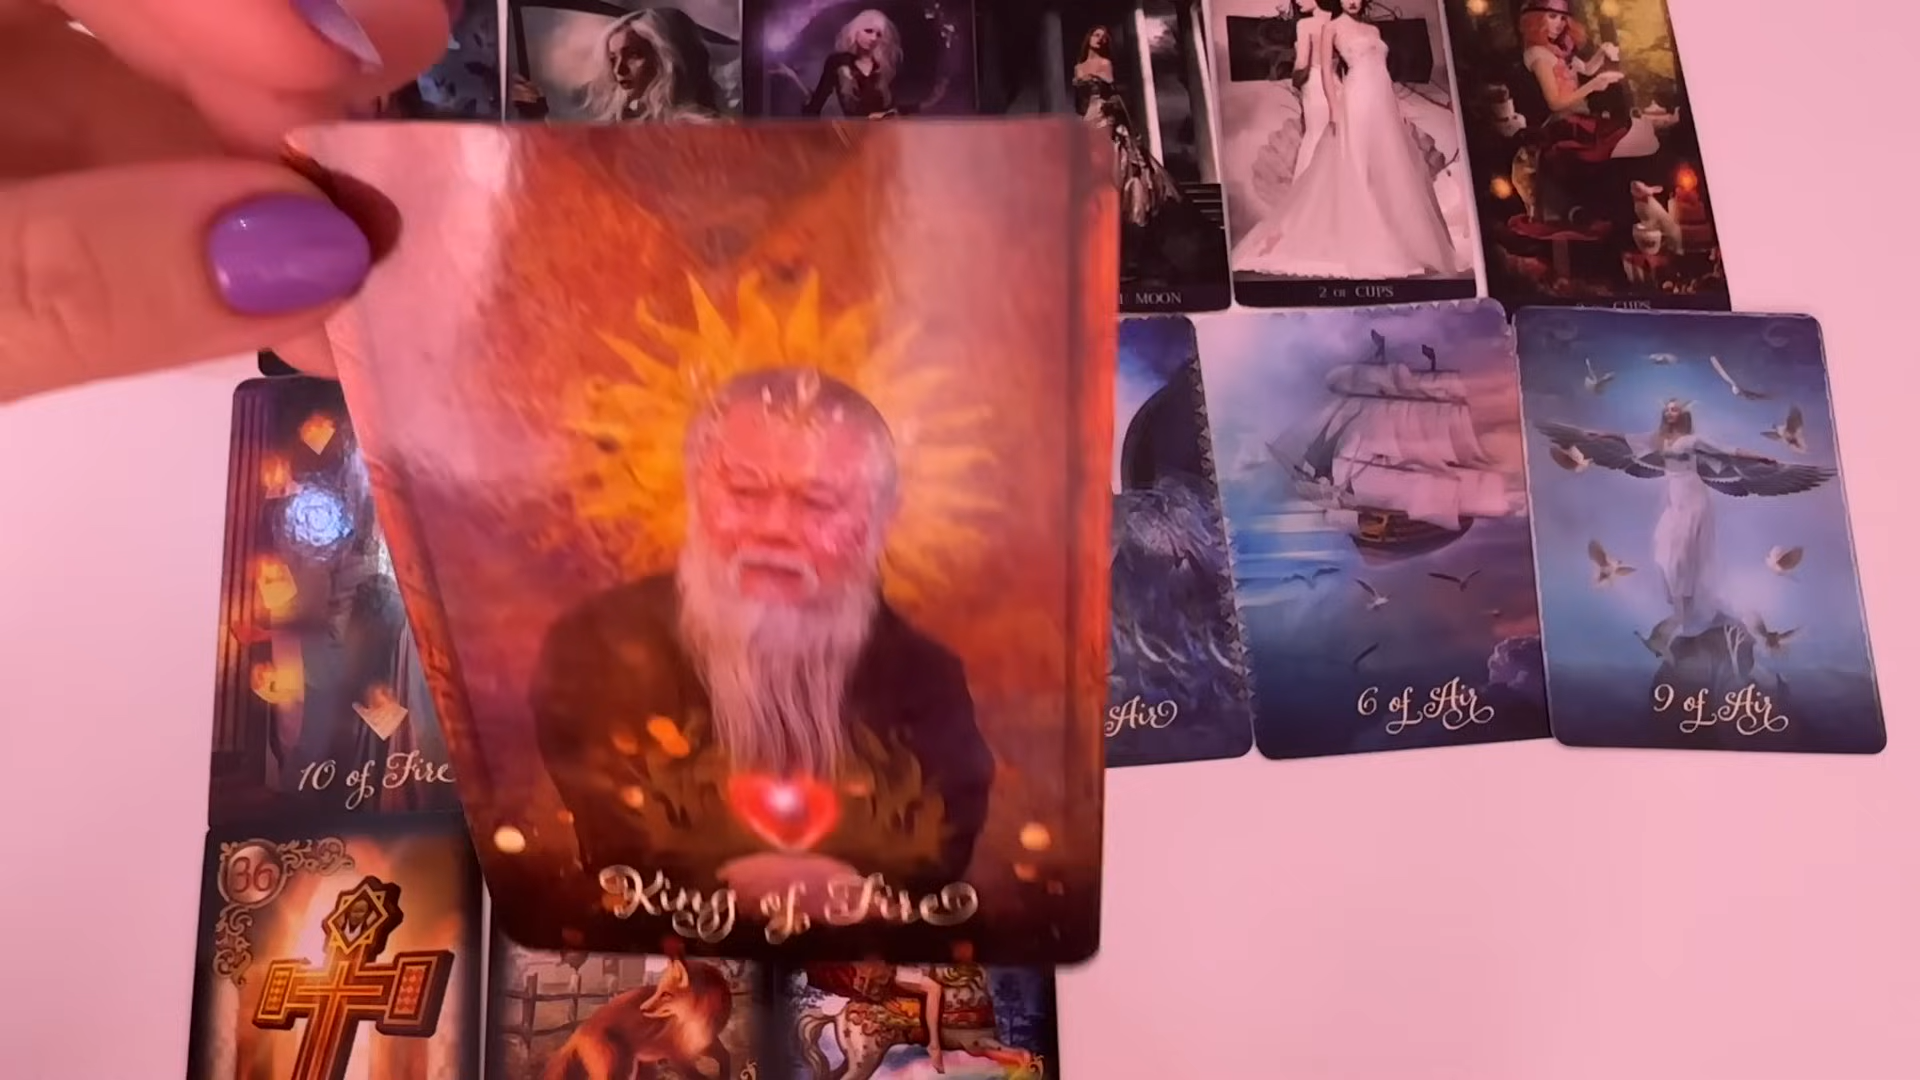 MOON
2 OF CUPS
CUPS
King of Fire
Air
6 of Air
9 of Air
10 of Fire
36